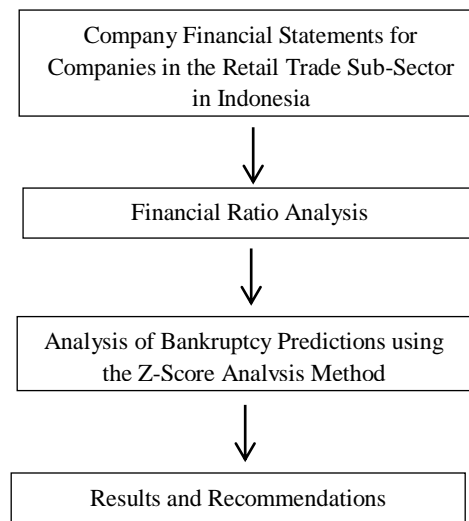 Company Financial Statements for
Companies in the Retail Trade Sub-Sector
in Indonesia
Financial Ratio Analysis
Analysis of Bankruptcy Predictions using
the Z-Score Analysis Method
Results and Recommendations